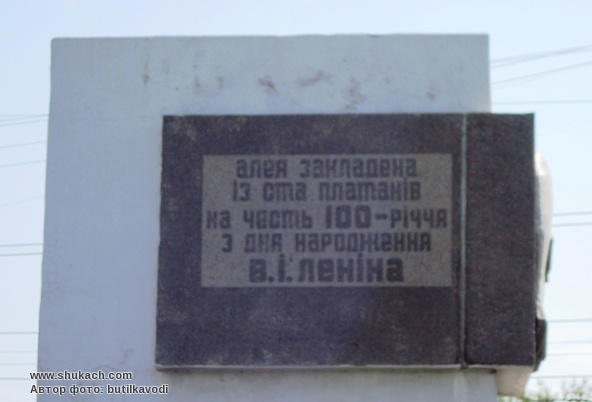 алея закладена
із ста платанів
на честь 100-річчя
з дня народження
В.І. Леніна
www.shukach.com
Автор фото: butilkavodi